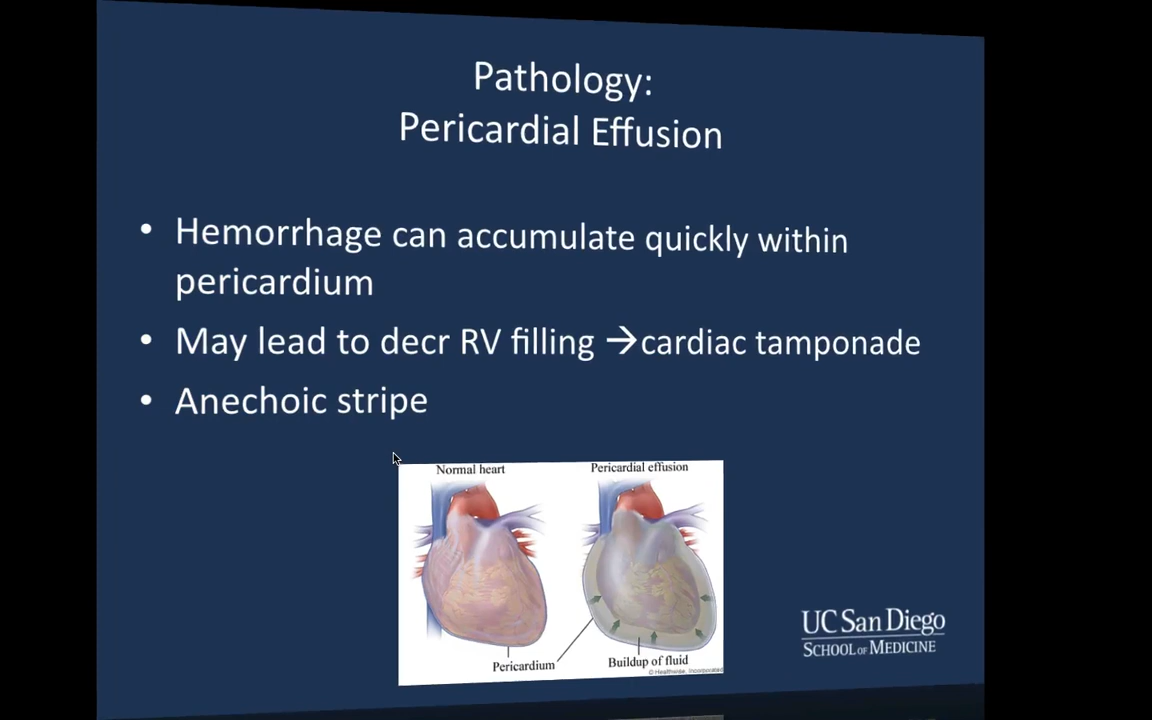 Pathology:
Pericardial Effusion
• Hemorrhage can accumulate quickly within
pericardium
• May lead to decr RV filling →cardiac tamponade
• Anechoic stripe
Normal heart
Pericardial effusion
Pericardium
Buildup of fluid
© Healthwise, Incorporated
UC San Diego
SCHOOL OF MEDICINE